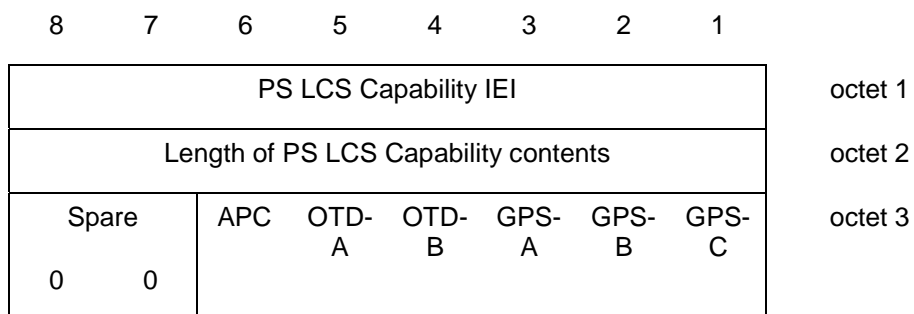 8 7 6 5 4 3 2 1
PS LCS Capability IEI octet 1
Length of PS LCS Capability contents octet 2
Spare APC OTD- OTD- GPS- GPS- GPS- octet 3
A B A B C
0 0